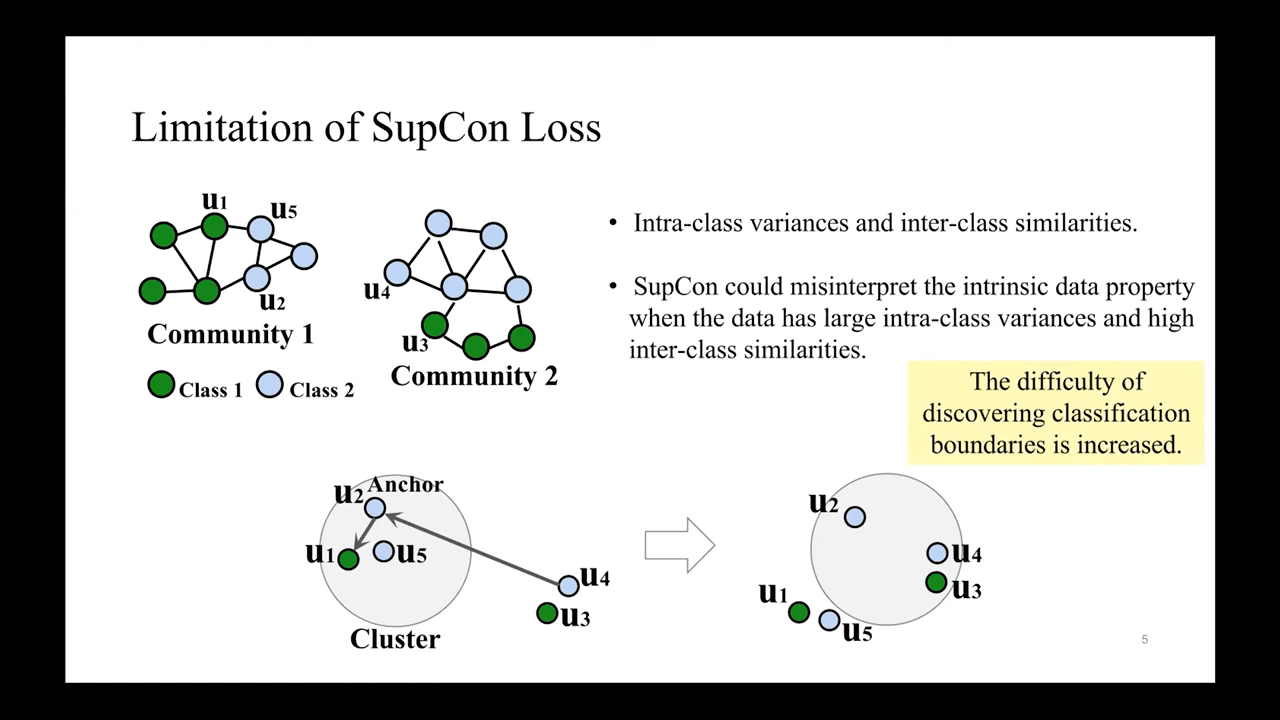 Limitation of SupCon Loss
u1
u5
u2
Community 1
Class 1
Class 2
u4
u3
Community 2
• Intra-class variances and inter-class similarities.
• SupCon could misinterpret the intrinsic data property
when the data has large intra-class variances and high
inter-class similarities.
The difficulty of
discovering classification
boundaries is increased.
u2 Anchor
u1
u5
u4
u3
Cluster
u2
u4
u3
u1
u5
5